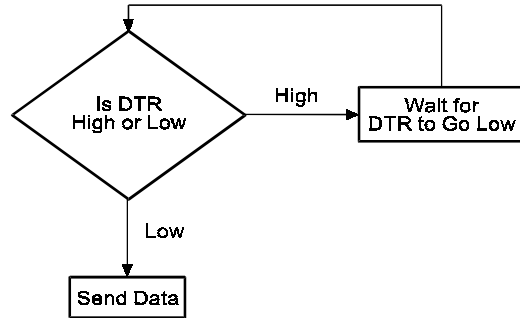 Is DTR
High or Low
High
Wait for
DTR to Go Low
Low
Send Data